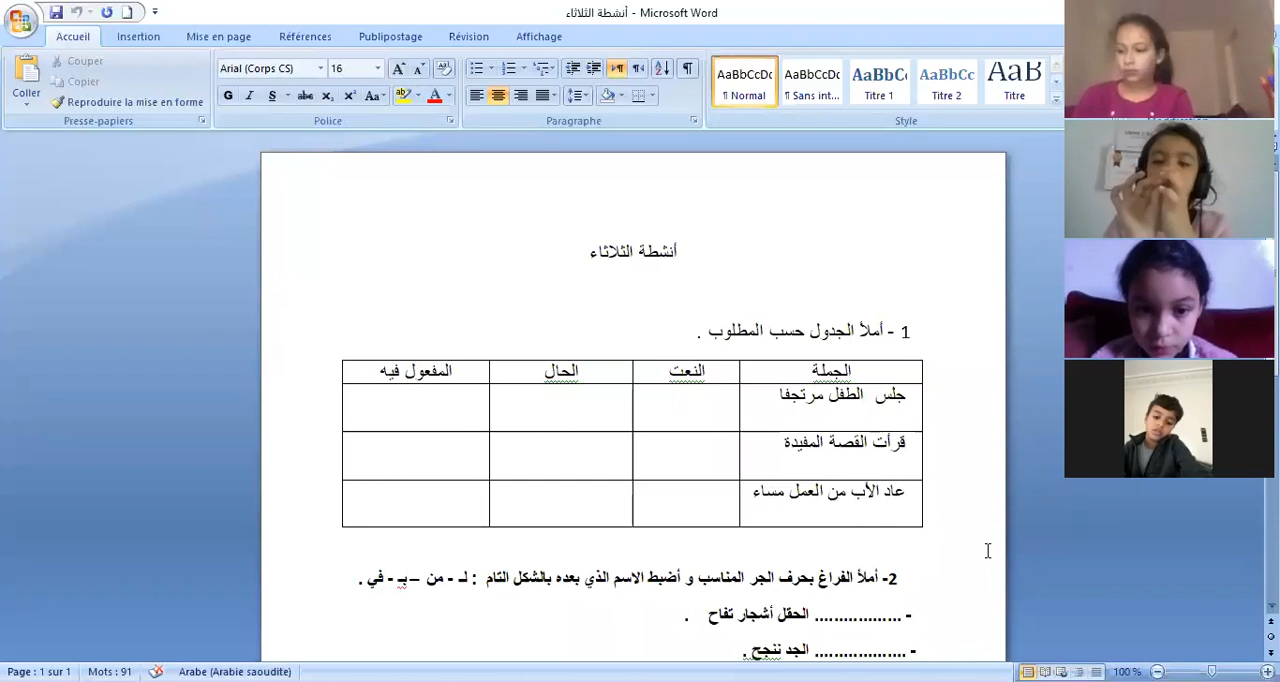 أنشطة الثلاثاء - Microsoft Word
Accueil Insertion Mise en page Références Publipostage Révision Affichage
Coller
Couper
Copier
Reproduire la mise en forme
Presse-papiers
Arial (Corps CS) 16
G I S abc X₂ X² Aa
Police
Paragraphe
AaBbCcDc AaBbCcDc AaBbC AaBbCc AaB
¶ Normal ¶ Sans int... Titre 1 Titre 2 Titre
Style
أنشطة الثلاثاء
1 - أملأ الجدول حسب المطلوب .
الجملة النعت الحال المفعول فيه
جلس الطفل مرتجفا
قرأت القصة المفيدة
عاد الأب من العمل مساء
2- أملأ الفراغ بحرف الجر المناسب و أضبط الاسم الذي بعده بالشكل التام : لـ - من – بـ - في .
- .................. الحقل أشجار تفاح .
- ................... الجد ننجح .
Page : 1 sur 1 Mots : 91 Arabe (Arabie saoudite) 100 %